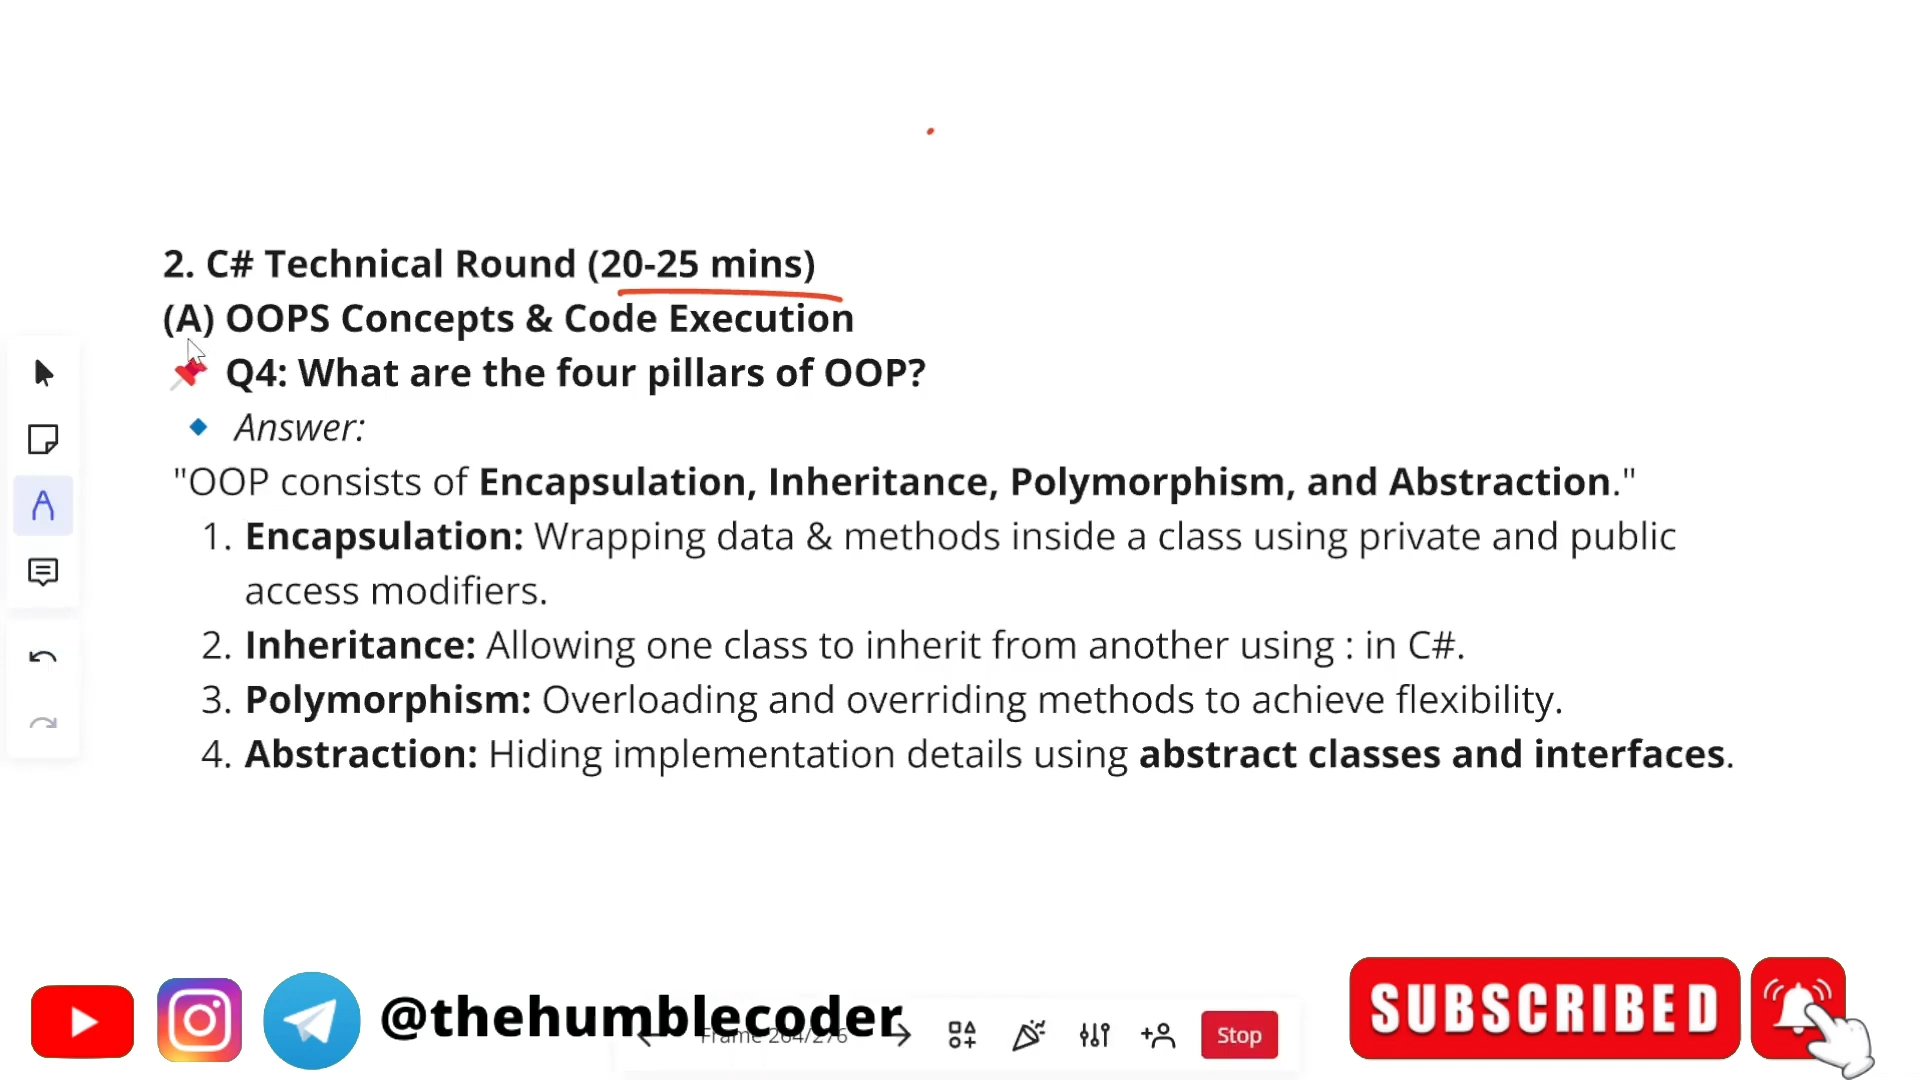 2. C# Technical Round (20-25 mins)
(A) OOPS Concepts & Code Execution
📌 Q4: What are the four pillars of OOP?
🔹 Answer:
"OOP consists of Encapsulation, Inheritance, Polymorphism, and Abstraction."
1. Encapsulation: Wrapping data & methods inside a class using private and public
access modifiers.
2. Inheritance: Allowing one class to inherit from another using : in C#.
3. Polymorphism: Overloading and overriding methods to achieve flexibility.
4. Abstraction: Hiding implementation details using abstract classes and interfaces.
@thehumblecoder
Frame 264/276
Stop
SUBSCRIBED